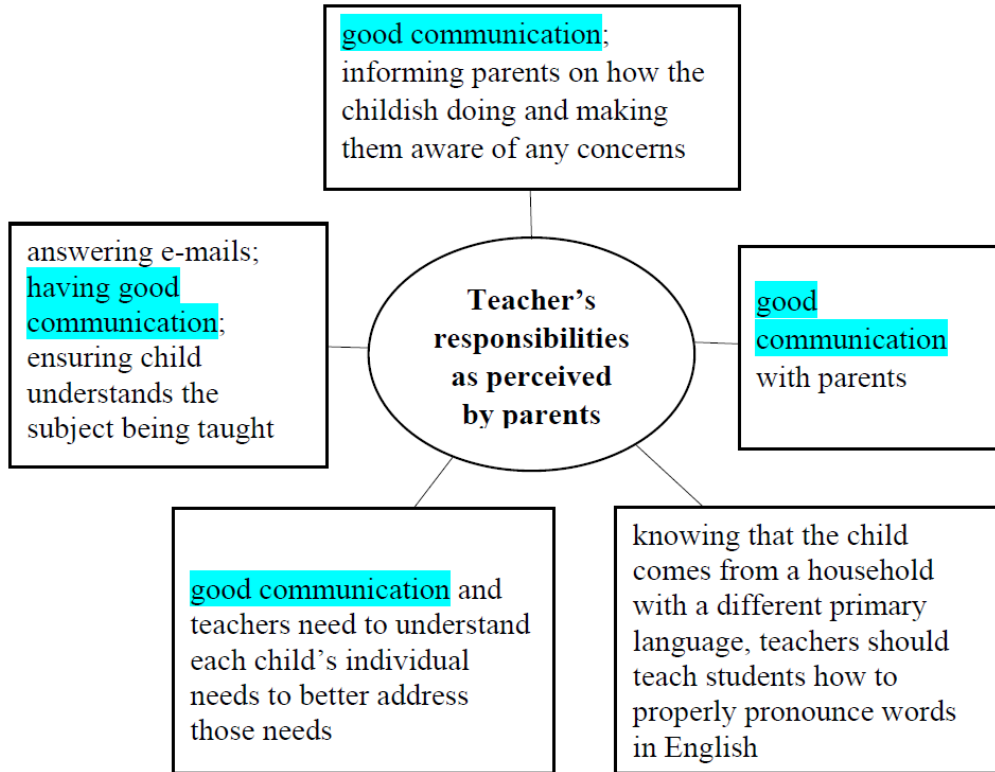 good communication;
informing parents on how the
childish doing and making
them aware of any concerns
answering e-mails;
having good
communication;
ensuring child
understands the
subject being taught
Teacher’s
responsibilities
as perceived
by parents
good
communication
with parents
good communication and
teachers need to understand
each child’s individual
needs to better address
those needs
knowing that the child
comes from a household
with a different primary
language, teachers should
teach students how to
properly pronounce words
in English